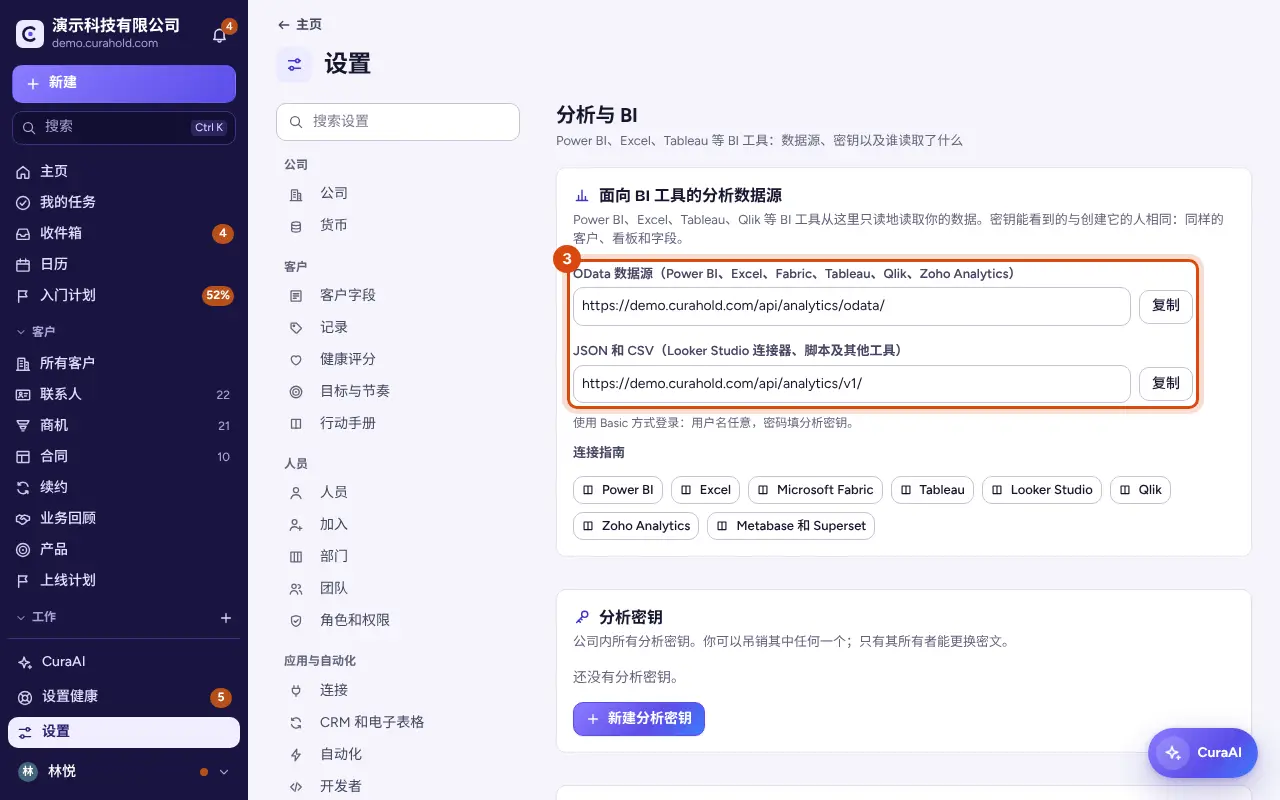 演示科技有限公司
demo.curahold.com
4
新建
搜索
Ctrl K
主页
我的任务
收件箱
4
日历
入门计划
52%
客户
所有客户
联系人
22
商机
21
合同
10
续约
业务回顾
产品
上线计划
工作
CuraAI
设置健康
5
设置
林
林悦
主页
设置
搜索设置
公司
公司
货币
客户
客户字段
记录
健康评分
目标与节奏
行动手册
人员
人员
加入
部门
团队
角色和权限
应用与自动化
连接
CRM 和电子表格
自动化
开发者
分析与 BI
Power BI、Excel、Tableau 等 BI 工具：数据源、密钥以及谁读取了什么
面向 BI 工具的分析数据源
Power BI、Excel、Tableau、Qlik 等 BI 工具从这里只读地读取你的数据。密钥能看到的与创建它的人相同：同样的
客户、看板和字段。
3
OData 数据源（Power BI、Excel、Fabric、Tableau、Qlik、Zoho Analytics）
https://demo.curahold.com/api/analytics/odata/
复制
JSON 和 CSV（Looker Studio 连接器、脚本及其他工具）
https://demo.curahold.com/api/analytics/v1/
复制
使用 Basic 方式登录：用户名任意，密码填分析密钥。
连接指南
Power BI
Excel
Microsoft Fabric
Tableau
Looker Studio
Qlik
Zoho Analytics
Metabase 和 Superset
分析密钥
公司内所有分析密钥。你可以吊销其中任何一个；只有其所有者能更换密文。
还没有分析密钥。
新建分析密钥
CuraAI